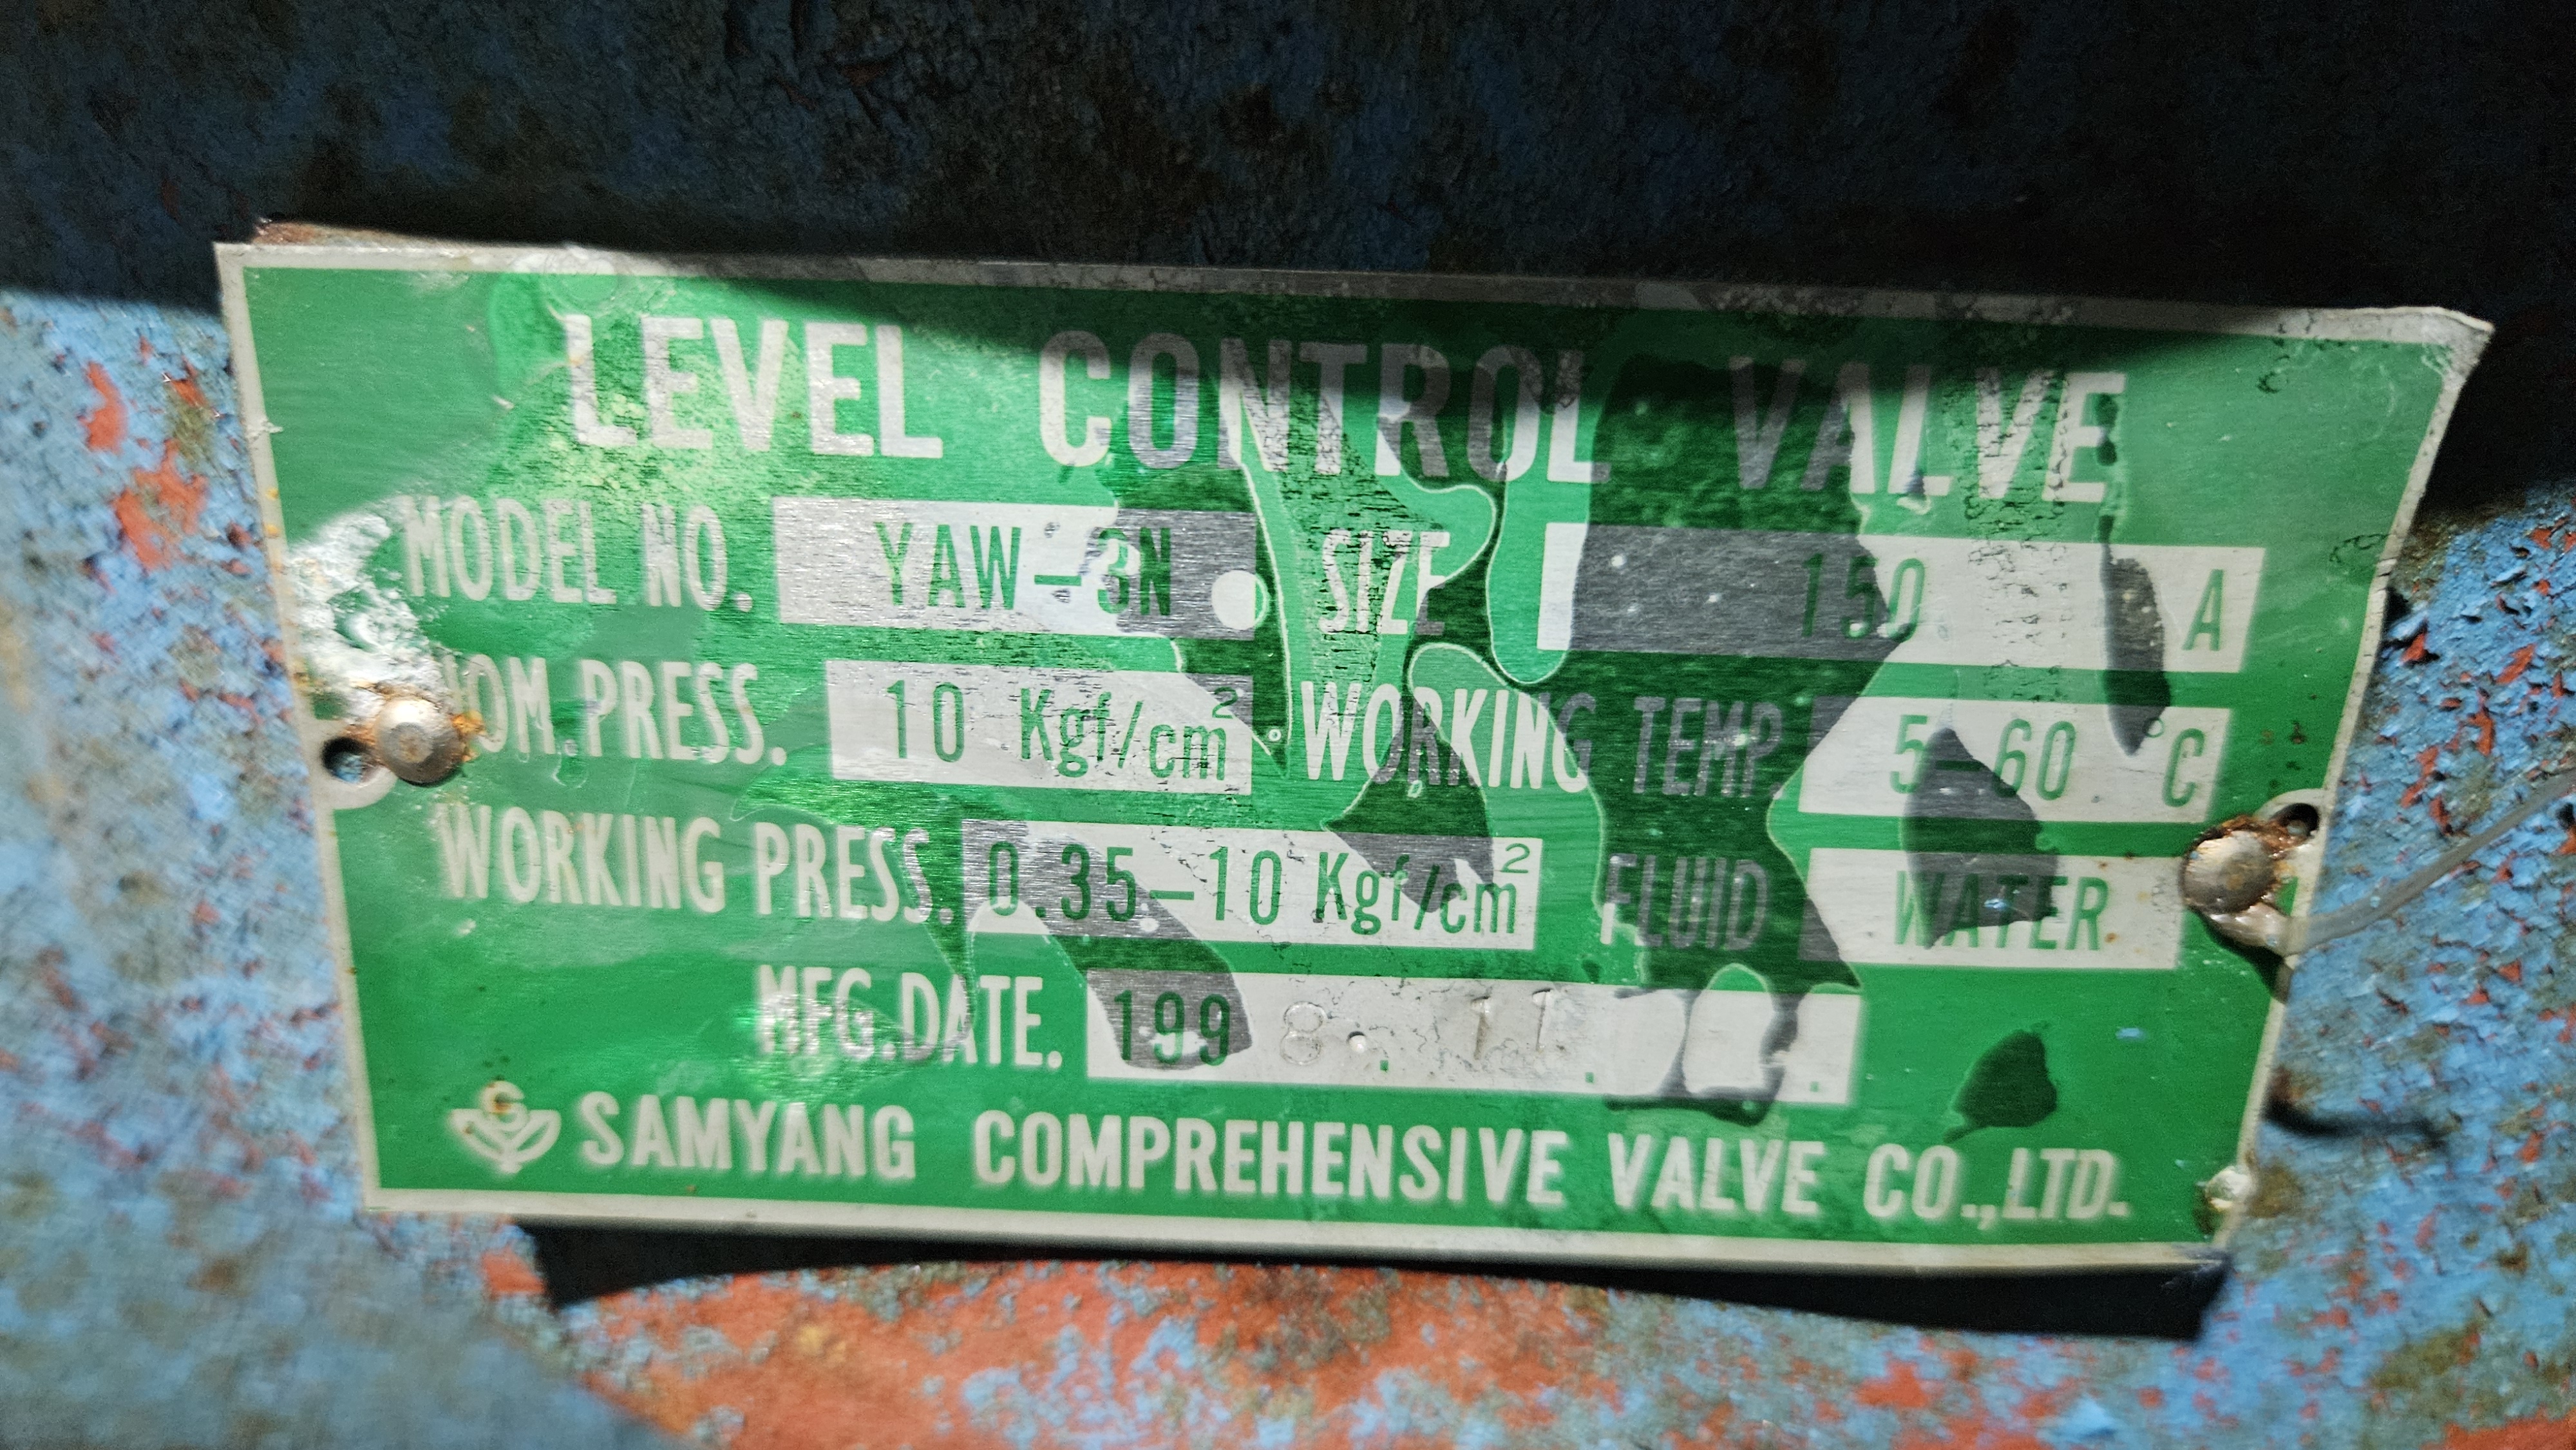 LEVEL CONTROL VALVE
MODEL NO. YAW-3N SIZE 150 A
NOM.PRESS. 10 Kgf/cm² WORKING TEMP 5-60 °C
WORKING PRESS. 0.35-10 Kgf/cm² FLUID WATER
MFG.DATE. 1998. 11
SAMYANG COMPREHENSIVE VALVE CO.,LTD.